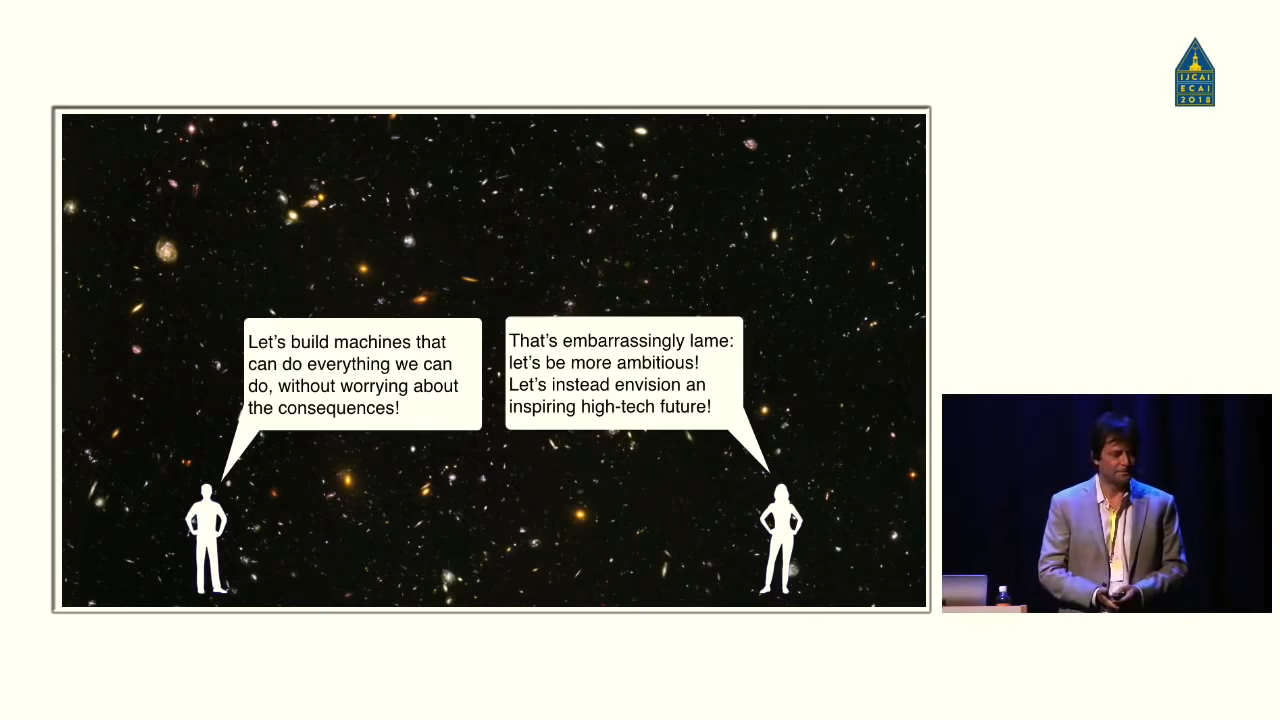 IJCAI
ECAI
2018
Let's build machines that
can do everything we can
do, without worrying about
the consequences!
That's embarrassingly lame:
let's be more ambitious!
Let's instead envision an
inspiring high-tech future!